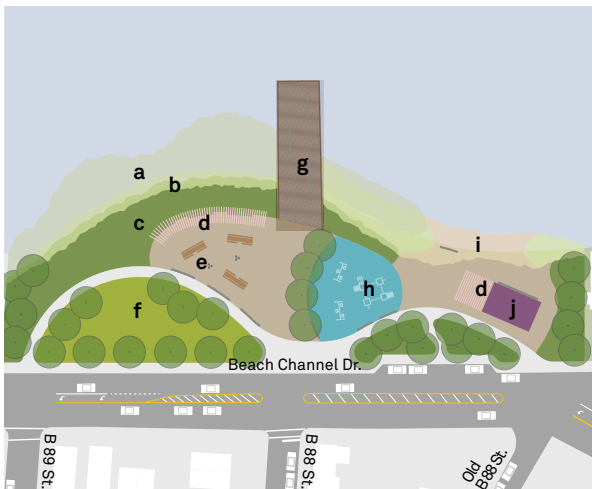 a
b
g
c
d
i
e
h
d
j
f
Beach Channel Dr.
B 89 St.
B 88 St.
Old
B 88 St.